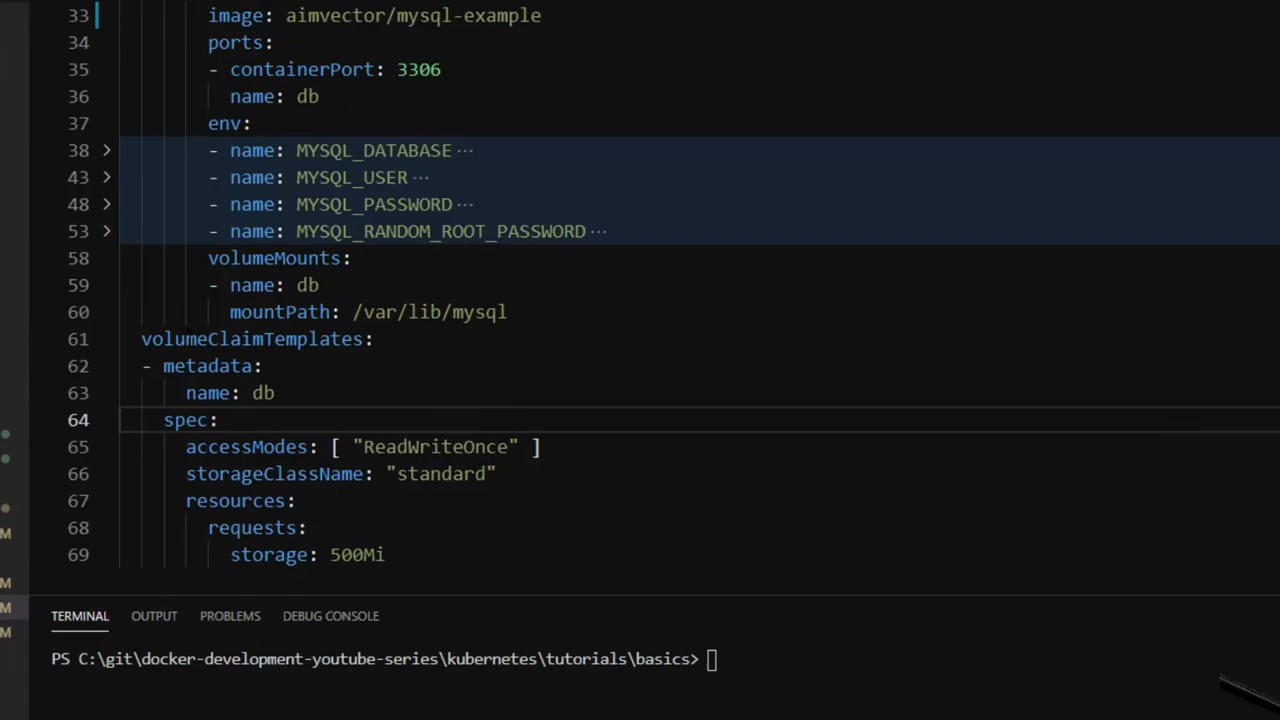 33 image: aimvector/mysql-example
34 ports:
35 - containerPort: 3306
36 name: db
37 env:
38 - name: MYSQL_DATABASE ···
43 - name: MYSQL_USER ···
48 - name: MYSQL_PASSWORD ···
53 - name: MYSQL_RANDOM_ROOT_PASSWORD ···
58 volumeMounts:
59 - name: db
60 mountPath: /var/lib/mysql
61 volumeClaimTemplates:
62 - metadata:
63 name: db
64 spec:
65 accessModes: [ "ReadWriteOnce" ]
66 storageClassName: "standard"
67 resources:
68 requests:
69 storage: 500Mi
M
M
M
M
TERMINAL OUTPUT PROBLEMS DEBUG CONSOLE
PS C:\git\docker-development-youtube-series\kubernetes\tutorials\basics>